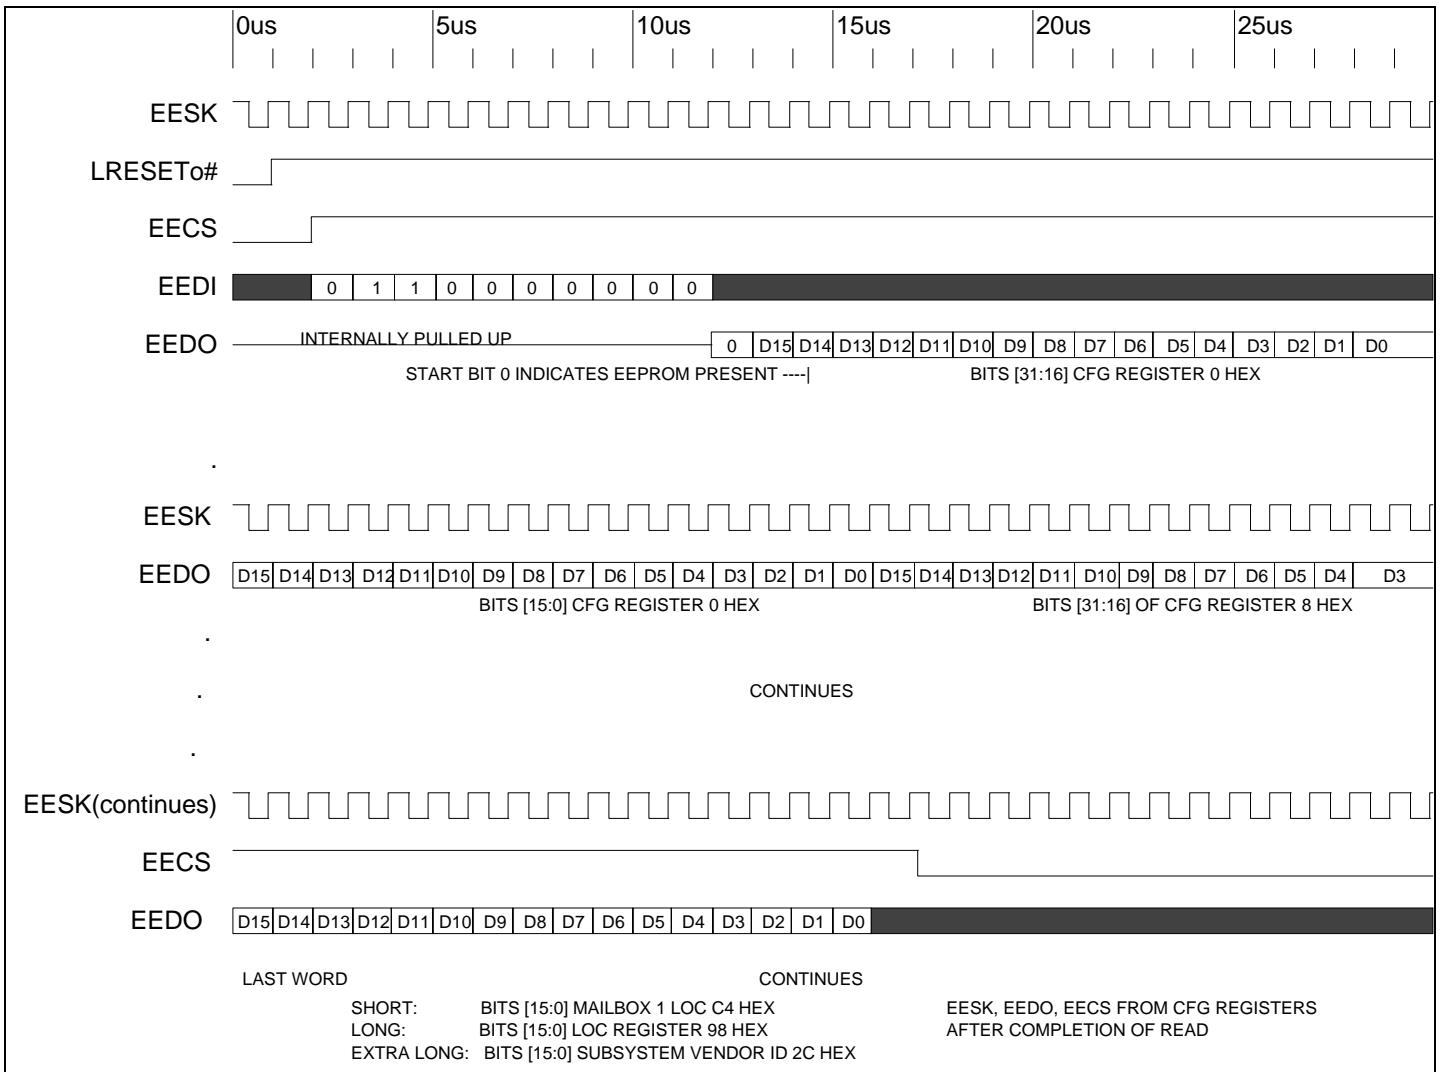 0us 5us 10us 15us 20us 25us
EESK
LRESETo#
EECS
EEDI 0 1 1 0 0 0 0 0 0 0
EEDO INTERNALLY PULLED UP 0 D15 D14 D13 D12 D11 D10 D9 D8 D7 D6 D5 D4 D3 D2 D1 D0
START BIT 0 INDICATES EEPROM PRESENT ----| BITS [31:16] CFG REGISTER 0 HEX
.
EESK
EEDO D15 D14 D13 D12 D11 D10 D9 D8 D7 D6 D5 D4 D3 D2 D1 D0 D15 D14 D13 D12 D11 D10 D9 D8 D7 D6 D5 D4 D3
BITS [15:0] CFG REGISTER 0 HEX BITS [31:16] OF CFG REGISTER 8 HEX
.
. CONTINUES
.
EESK(continues)
EECS
EEDO D15 D14 D13 D12 D11 D10 D9 D8 D7 D6 D5 D4 D3 D2 D1 D0
LAST WORD CONTINUES
SHORT: BITS [15:0] MAILBOX 1 LOC C4 HEX EESK, EEDO, EECS FROM CFG REGISTERS
LONG: BITS [15:0] LOC REGISTER 98 HEX AFTER COMPLETION OF READ
EXTRA LONG: BITS [15:0] SUBSYSTEM VENDOR ID 2C HEX